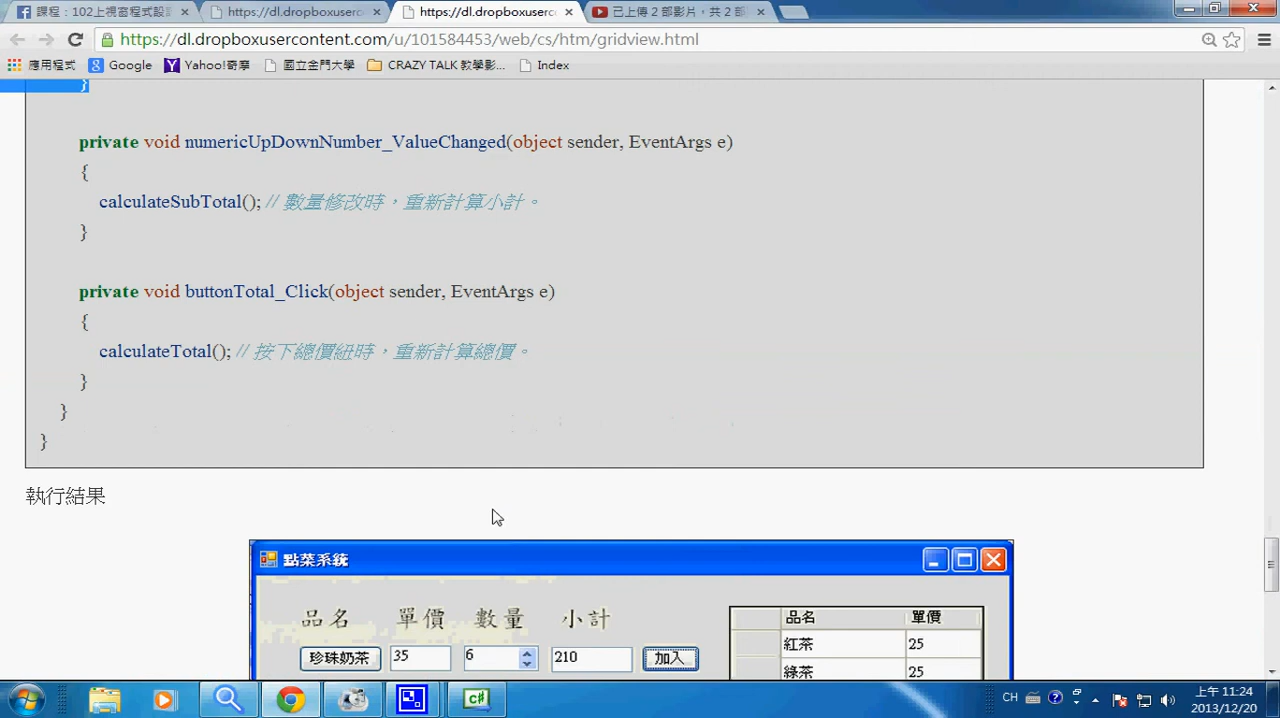 課程：102上視窗程式設
https://dl.dropboxuserco
https://dl.dropboxuserc
已上傳 2 部影片，共 2 部
https://dl.dropboxusercontent.com/u/101584453/web/cs/htm/gridview.html
應用程式 Google Yahoo!奇摩 國立金門大學 CRAZY TALK 教學影... Index
}
private void numericUpDownNumber_ValueChanged(object sender, EventArgs e)
{
calculateSubTotal(); // 數量修改時，重新計算小計。
}
private void buttonTotal_Click(object sender, EventArgs e)
{
calculateTotal(); // 按下總價紐時，重新計算總價。
}
}
}
執行結果
點菜系統
品名 單價 數量 小計
珍珠奶茶 35 6 210 加入
品名 單價
紅茶 25
綠茶 25
CH
上午 11:24
2013/12/20